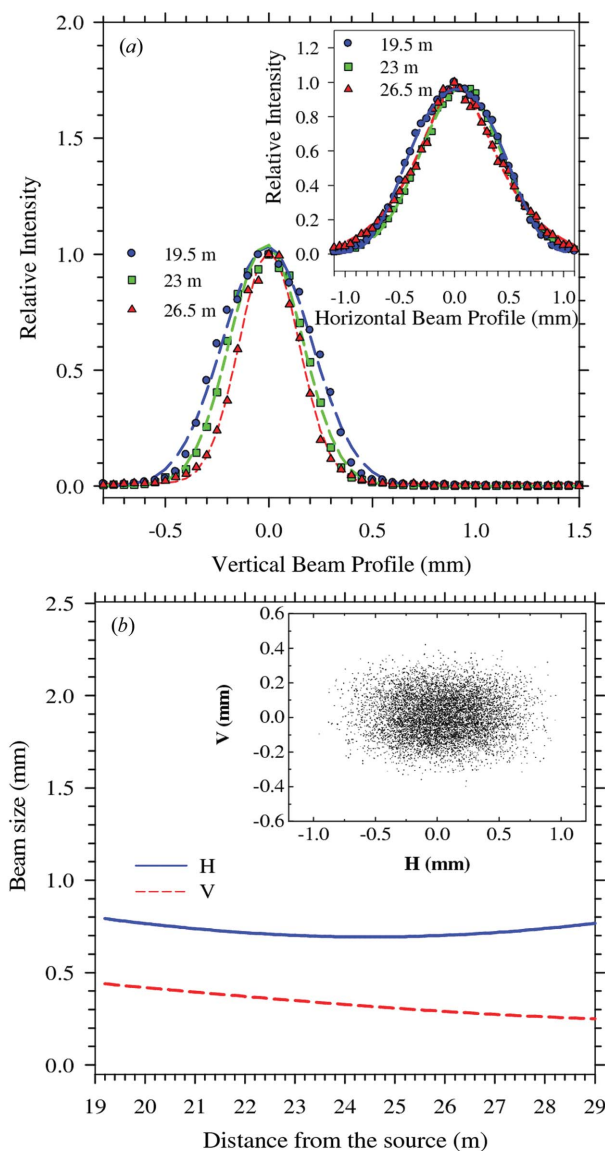 (a)
2.0
1.5
1.0
0.5
0.0
Relative Intensity
19.5 m
23 m
26.5 m
-0.5
0.0
0.5
1.0
1.5
Vertical Beam Profile (mm)
19.5 m
23 m
26.5 m
1.2
1.0
0.8
0.6
0.4
0.2
0.0
Relative Intensity
-1.0
-0.5
0.0
0.5
1.0
Horizontal Beam Profile (mm)
(b)
2.5
2.0
1.5
1.0
0.5
0.0
Beam size (mm)
H
V
19 20 21 22 23 24 25 26 27 28 29
Distance from the source (m)
0.6
0.4
0.2
0.0
-0.2
-0.4
-0.6
V (mm)
-1.0 -0.5 0.0 0.5 1.0
H (mm)